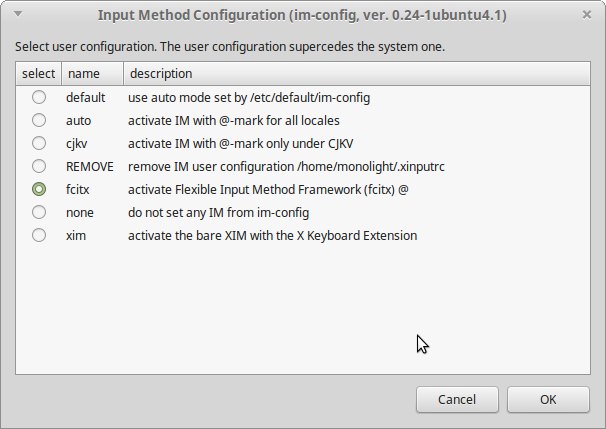 Input Method Configuration (im-config, ver. 0.24-1ubuntu4.1)
Select user configuration. The user configuration supercedes the system one.
select name description
default use auto mode set by /etc/default/im-config
auto activate IM with @-mark for all locales
cjkv activate IM with @-mark only under CJKV
REMOVE remove IM user configuration /home/monolight/.xinputrc
fcitx activate Flexible Input Method Framework (fcitx) @
none do not set any IM from im-config
xim activate the bare XIM with the X Keyboard Extension
Cancel OK